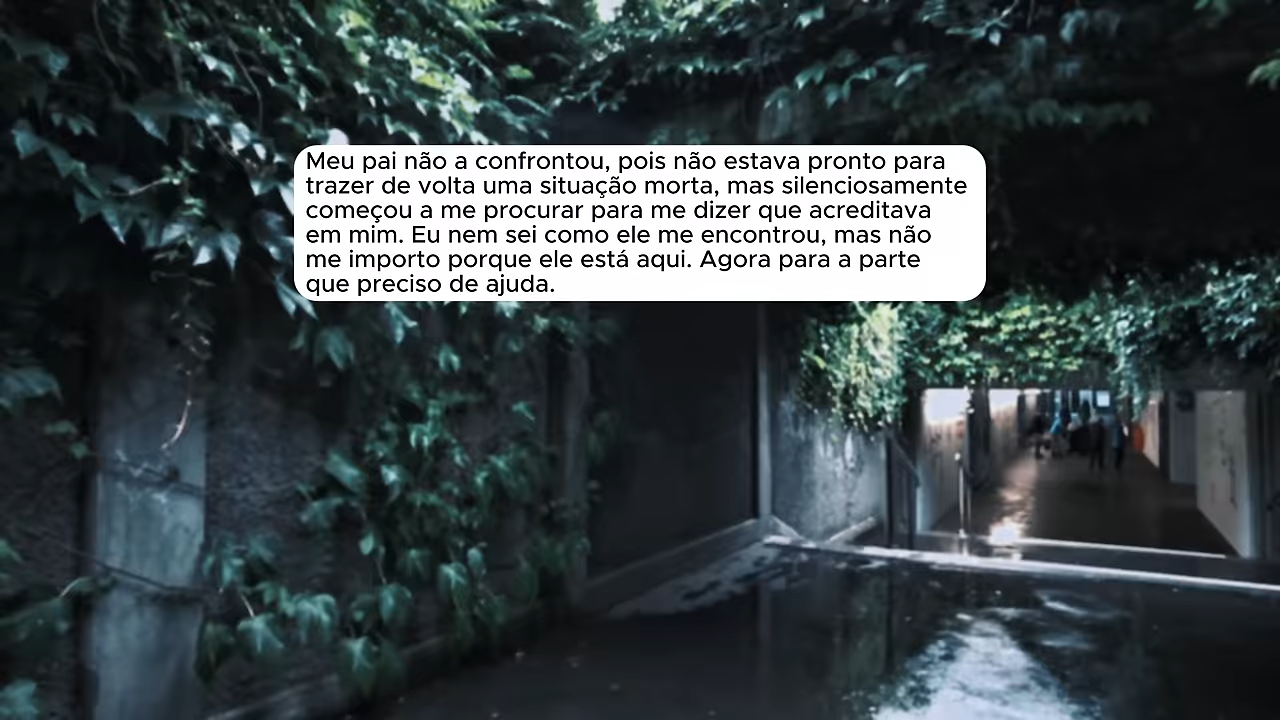 Meu pai não a confrontou, pois não estava pronto para
trazer de volta uma situação morta, mas silenciosamente
começou a me procurar para me dizer que acreditava
em mim. Eu nem sei como ele me encontrou, mas não
me importo porque ele está aqui. Agora para a parte
que preciso de ajuda.